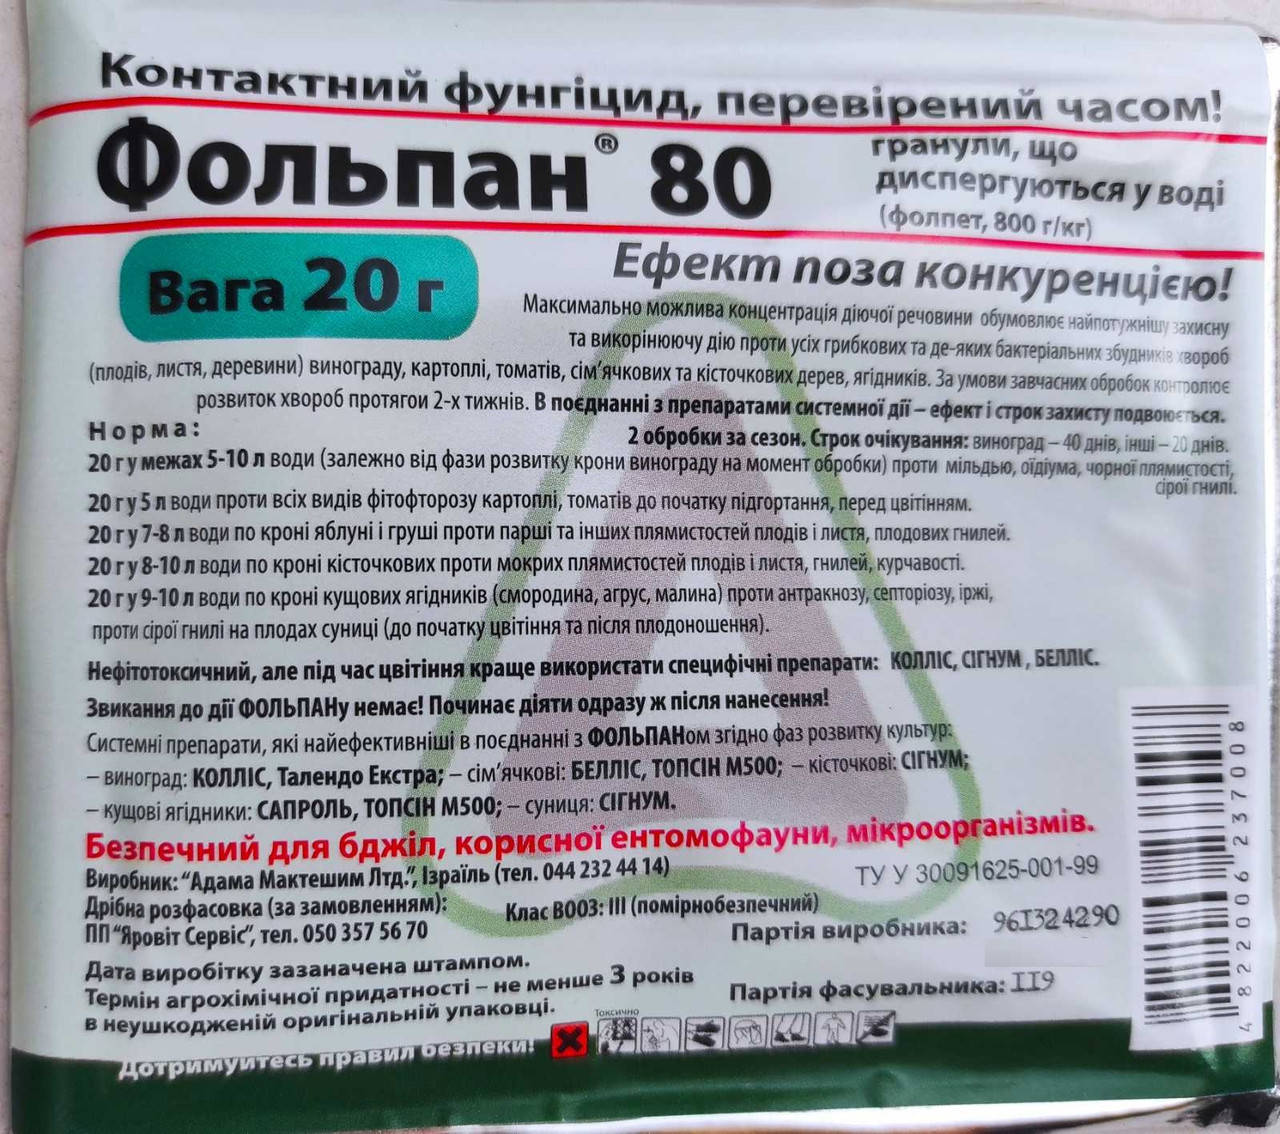 Контактний фунгіцид, перевірений часом!
Фольпан® 80
гранули, що
диспергуються у воді
(фолпет, 800 г/кг)
Вага 20 г
Ефект поза конкуренцією!
Максимально можлива концентрація діючої речовини обумовлює найпотужнішу захисну
та викорінюючу дію проти усіх грибкових та де-яких бактеріальних збудників хвороб
(плодів, листя, деревини) винограду, картоплі, томатів, сім'ячкових та кісточкових дерев, ягідників. За умови завчасних обробок контролює
розвиток хвороб протягои 2-х тижнів. В поєднанні з препаратами системної дії – ефект і строк захисту подвоюється.
Норма:
2 обробки за сезон. Строк очікування: виноград – 40 днів, інші – 20 днів.
20 г у межах 5-10 л води (залежно від фази розвитку крони винограду на момент обробки) проти мільдью, оїдіума, чорної плямистості,
сірої гнилі.
20 г у 5 л води проти всіх видів фітофторозу картоплі, томатів до початку підгортання, перед цвітінням.
20 г у 7-8 л води по кроні яблуні і груші проти парші та інших плямистостей плодів і листя, плодових гнилей.
20 г у 8-10 л води по кроні кісточкових проти мокрих плямистостей плодів і листя, гнилей, курчавості.
20 г у 9-10 л води по кроні кущових ягідників (смородина, агрус, малина) проти антракнозу, септоріозу, іржі,
проти сірої гнилі на плодах суниці (до початку цвітіння та після плодоношення).
Нефітотоксичний, але під час цвітіння краще використати специфічні препарати: КОЛЛІС, СІГНУМ , БЕЛЛІС.
Звикання до дії ФОЛЬПАНу немає! Починає діяти одразу ж після нанесення!
Системні препарати, які найефективніші в поєднанні з ФОЛЬПАНом згідно фаз розвитку культур:
– виноград: КОЛЛІС, Талендо Екстра; – сім'ячкові: БЕЛЛІС, ТОПСІН М500; – кісточкові: СІГНУМ;
– кущові ягідники: САПРОЛЬ, ТОПСІН М500; – суниця: СІГНУМ.
Безпечний для бджіл, корисної ентомофауни, мікроорганізмів.
Виробник: "Адама Мактешим Лтд.", Ізраїль (тел. 044 232 44 14)
ТУ У 30091625-001-99
Дрібна розфасовка (за замовленням):
ПП "Яровіт Сервіс", тел. 050 357 56 70
Клас ВООЗ: III (помірнобезпечний)
Партія виробника: 96I324290
Дата виробітку зазаначена штампом.
Термін агрохімічної придатності – не менше 3 років
в неушкодженій оригінальній упаковці.
Партія фасувальника: II9
Токсично
Дотримуйтесь правил безпеки!
4 822006 237008